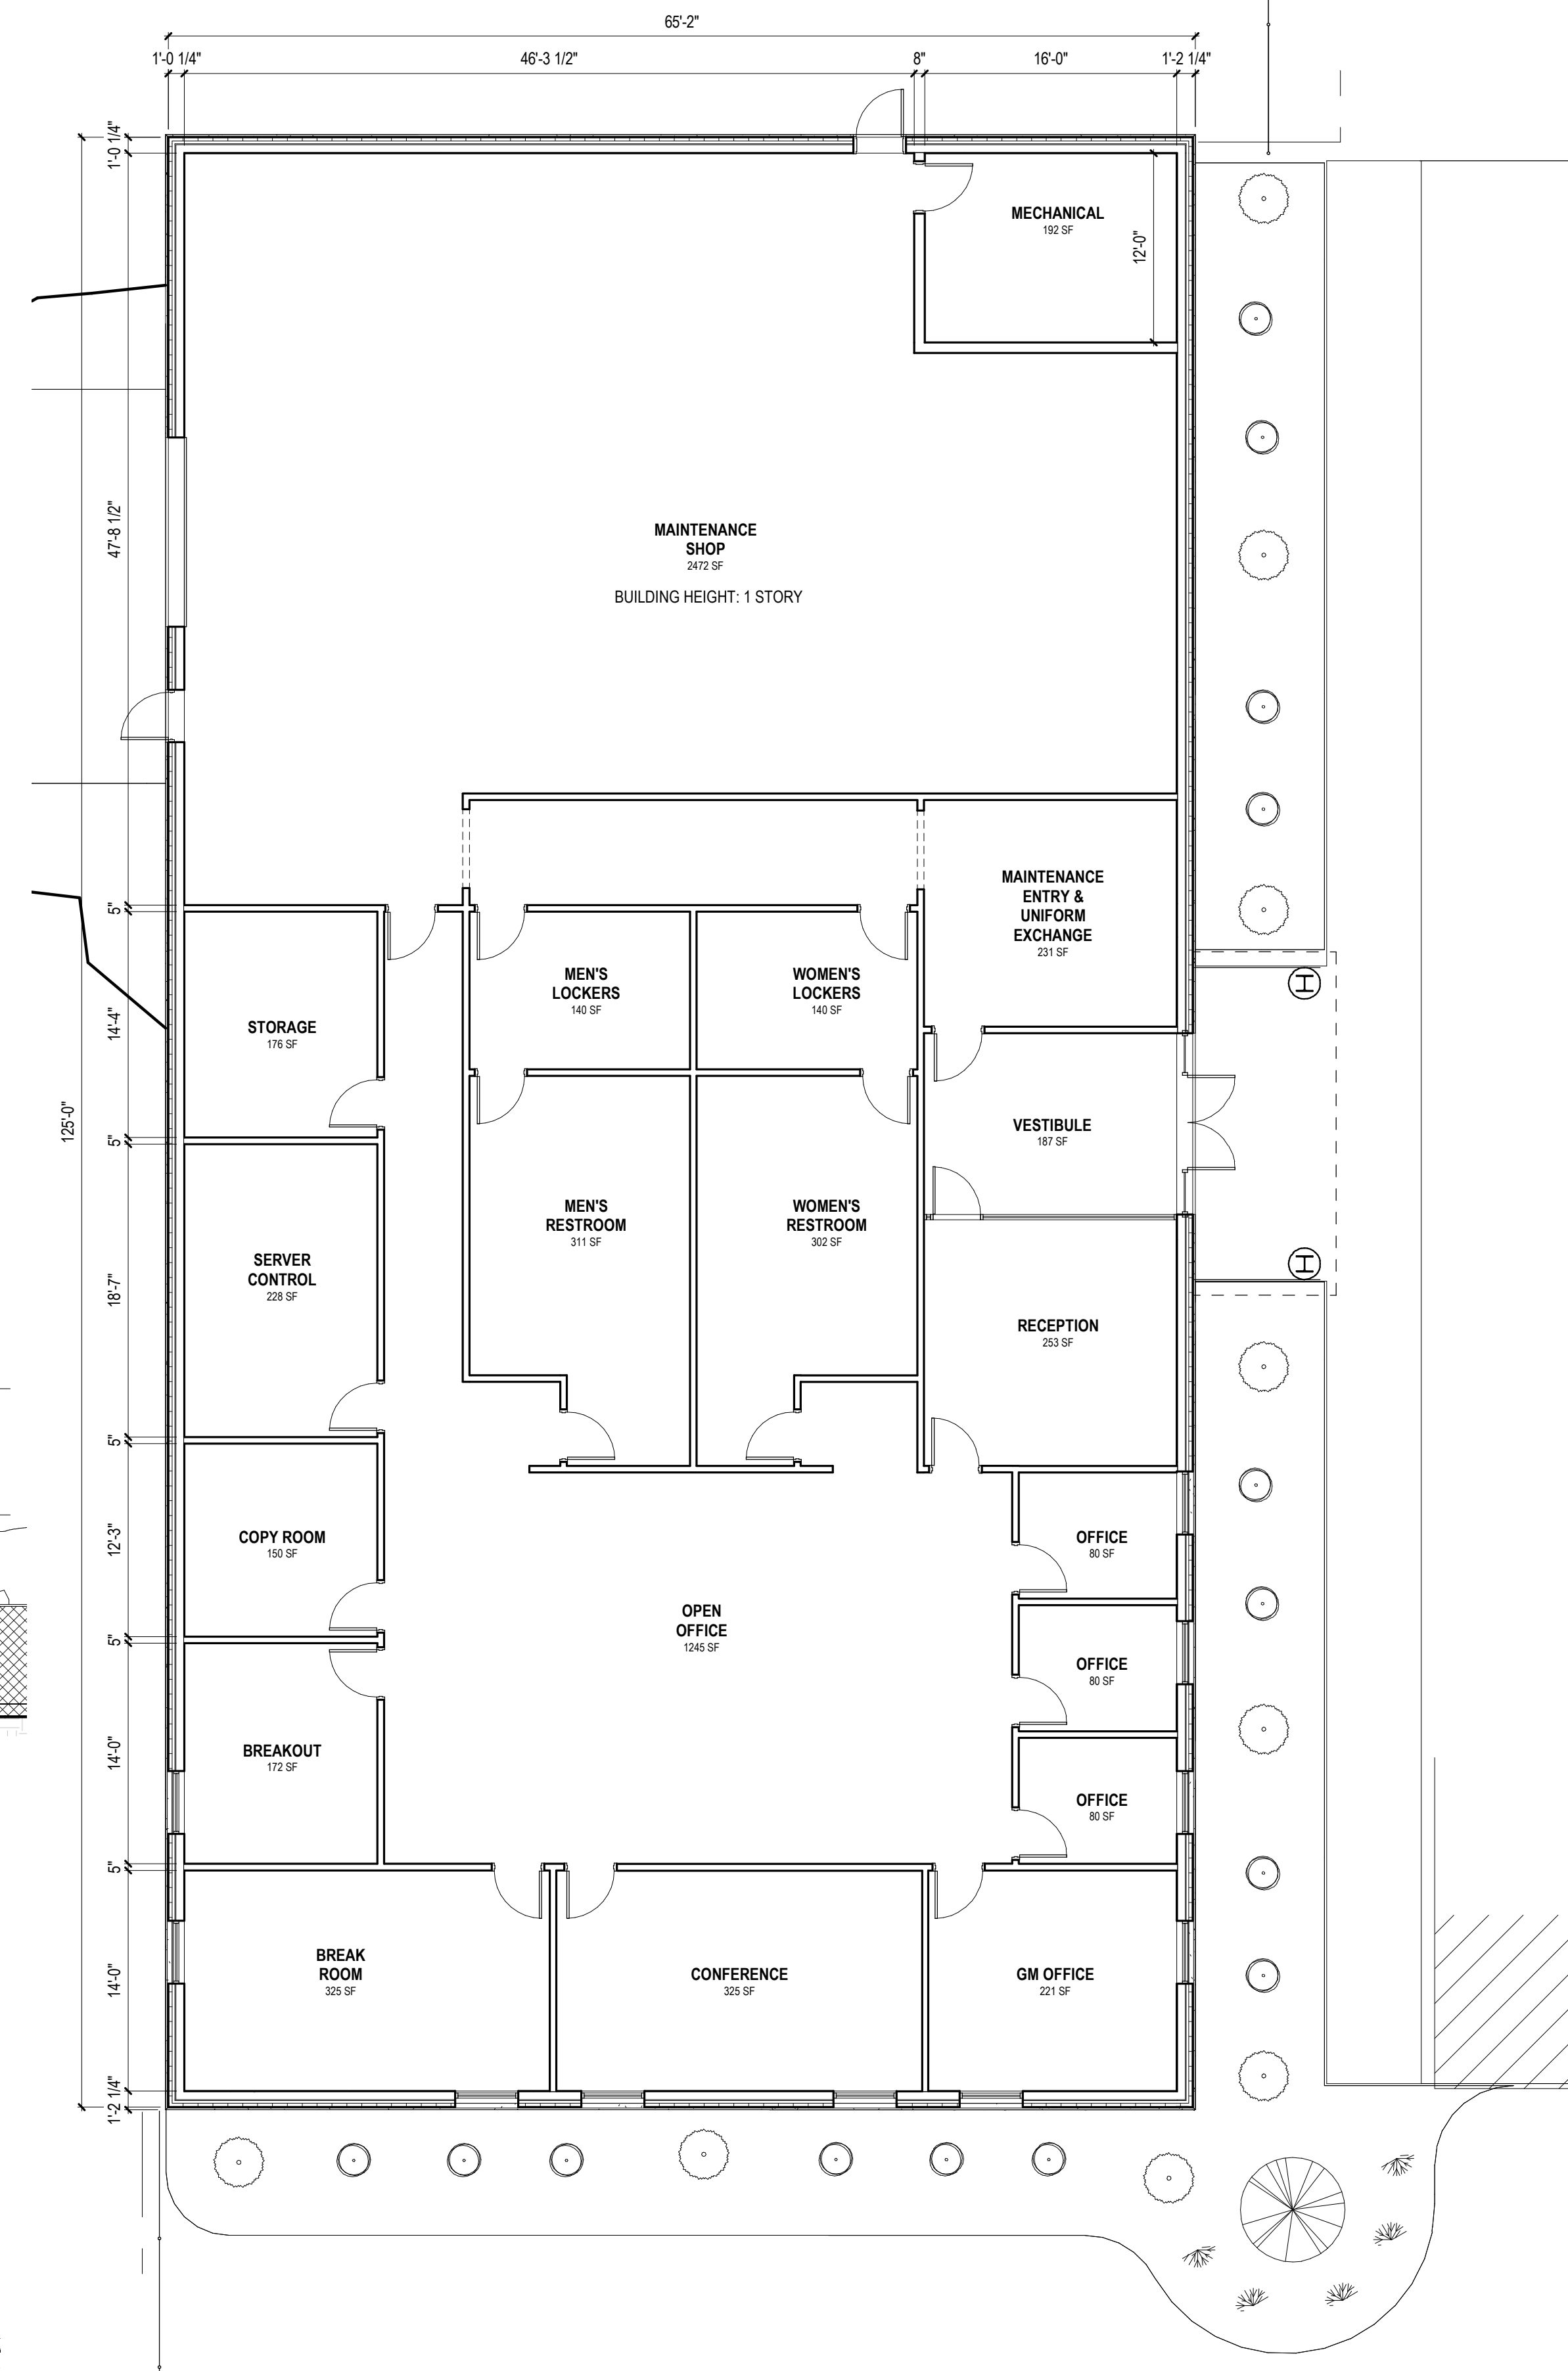 65'-2"
1'-0 1/4"
46'-3 1/2"
8"
16'-0"
1'-2 1/4"
1'-0 1/4"
MECHANICAL
192 SF
12'-0"
47'-8 1/2"
MAINTENANCE
SHOP
2472 SF
BUILDING HEIGHT: 1 STORY
MAINTENANCE
ENTRY &
UNIFORM
EXCHANGE
231 SF
5"
MEN'S
LOCKERS
140 SF
WOMEN'S
LOCKERS
140 SF
H
14'-4"
STORAGE
176 SF
125'-0"
5"
VESTIBULE
187 SF
MEN'S
RESTROOM
311 SF
WOMEN'S
RESTROOM
302 SF
H
18'-7"
SERVER
CONTROL
228 SF
RECEPTION
253 SF
5"
12'-3"
COPY ROOM
150 SF
OFFICE
80 SF
OPEN
OFFICE
1245 SF
5"
OFFICE
80 SF
14'-0"
BREAKOUT
172 SF
OFFICE
80 SF
5"
14'-0"
BREAK
ROOM
325 SF
CONFERENCE
325 SF
GM OFFICE
221 SF
1'-2 1/4"